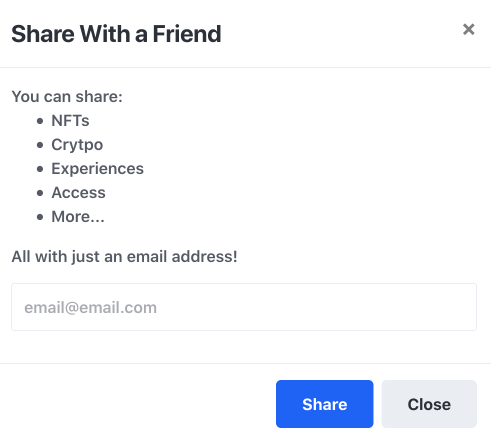 Share With a Friend ×
You can share:
• NFTs
• Crytpo
• Experiences
• Access
• More...
All with just an email address!
email@email.com
Share Close